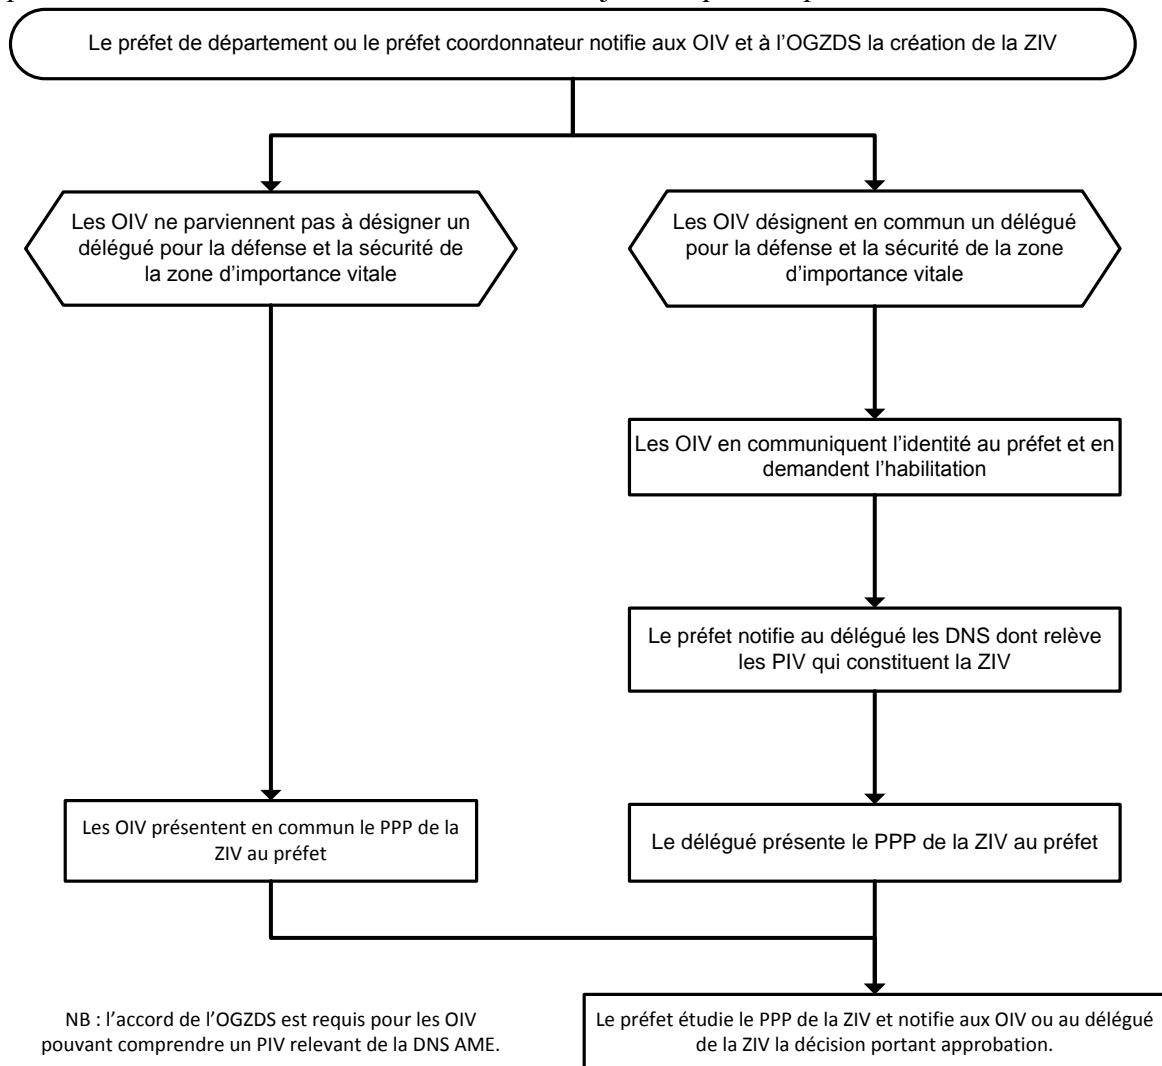 Le préfet de département ou le préfet coordonnateur notifie aux OIV et à l'OGZDS la création de la ZIV
Les OIV ne parviennent pas à désigner un
délégué pour la défense et la sécurité de
la zone d'importance vitale
Les OIV désignent en commun un délégué
pour la défense et la sécurité de la zone
d'importance vitale
Les OIV en communiquent l'identité au préfet et en
demandent l'habilitation
Le préfet notifie au délégué les DNS dont relève
les PIV qui constituent la ZIV
Les OIV présentent en commun le PPP de la
ZIV au préfet
Le délégué présente le PPP de la ZIV au préfet
NB : l'accord de l'OGZDS est requis pour les OIV
pouvant comprendre un PIV relevant de la DNS AME.
Le préfet étudie le PPP de la ZIV et notifie aux OIV ou au délégué
de la ZIV la décision portant approbation.